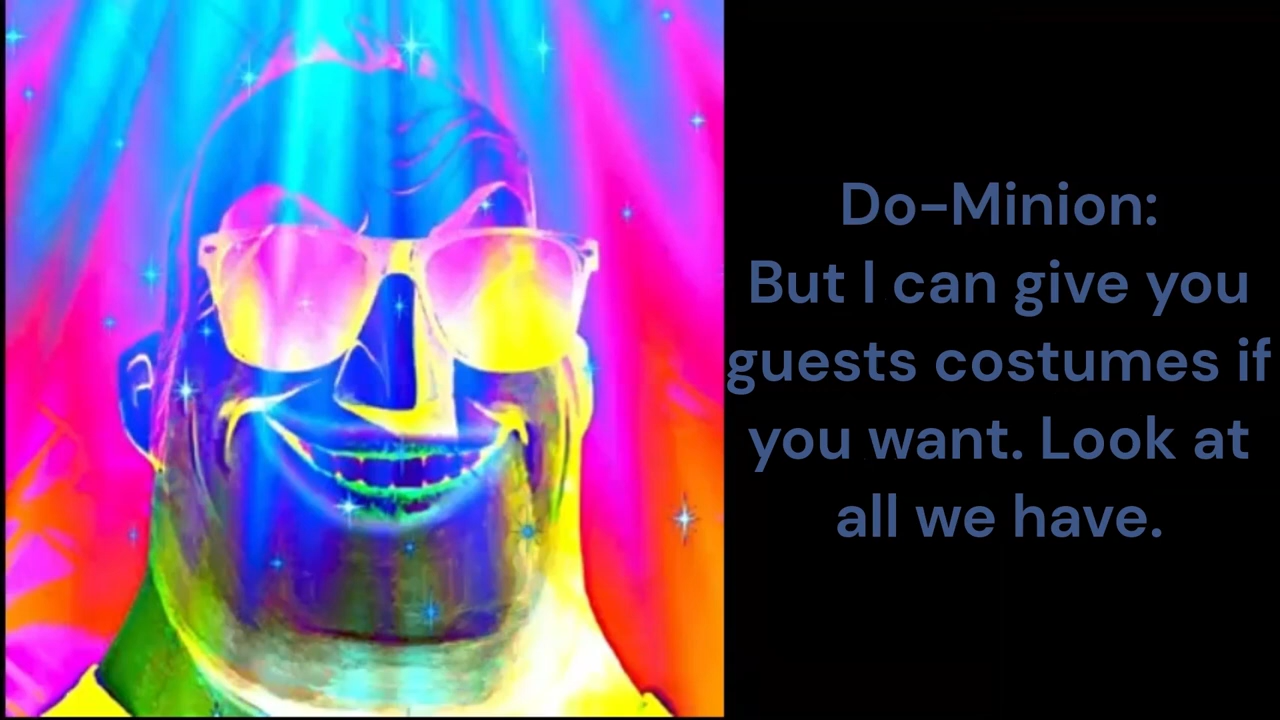 Do-Minion:
But I can give you
guests costumes if
you want. Look at
all we have.